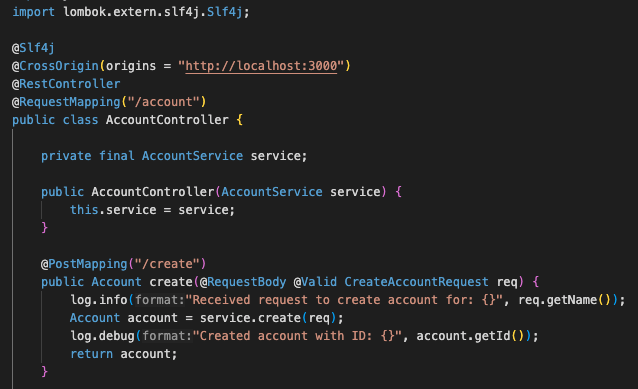 import lombok.extern.slf4j.Slf4j;
@Slf4j
@CrossOrigin(origins = "http://localhost:3000")
@RestController
@RequestMapping("/account")
public class AccountController {
private final AccountService service;
public AccountController(AccountService service) {
this.service = service;
}
@PostMapping("/create")
public Account create(@RequestBody @Valid CreateAccountRequest req) {
log.info(format:"Received request to create account for: {}", req.getName());
Account account = service.create(req);
log.debug(format:"Created account with ID: {}", account.getId());
return account;
}